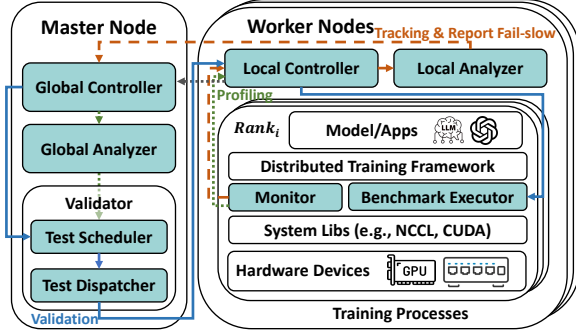 Master Node
Worker Nodes
Tracking & Report Fail-slow
Global Controller
Local Controller
Local Analyzer
Profiling
Global Analyzer
Rank_i
Model/Apps
LLM
Distributed Training Framework
Validator
Monitor
Benchmark Executor
Test Scheduler
System Libs (e.g., NCCL, CUDA)
Test Dispatcher
Hardware Devices
GPU
Validation
Training Processes